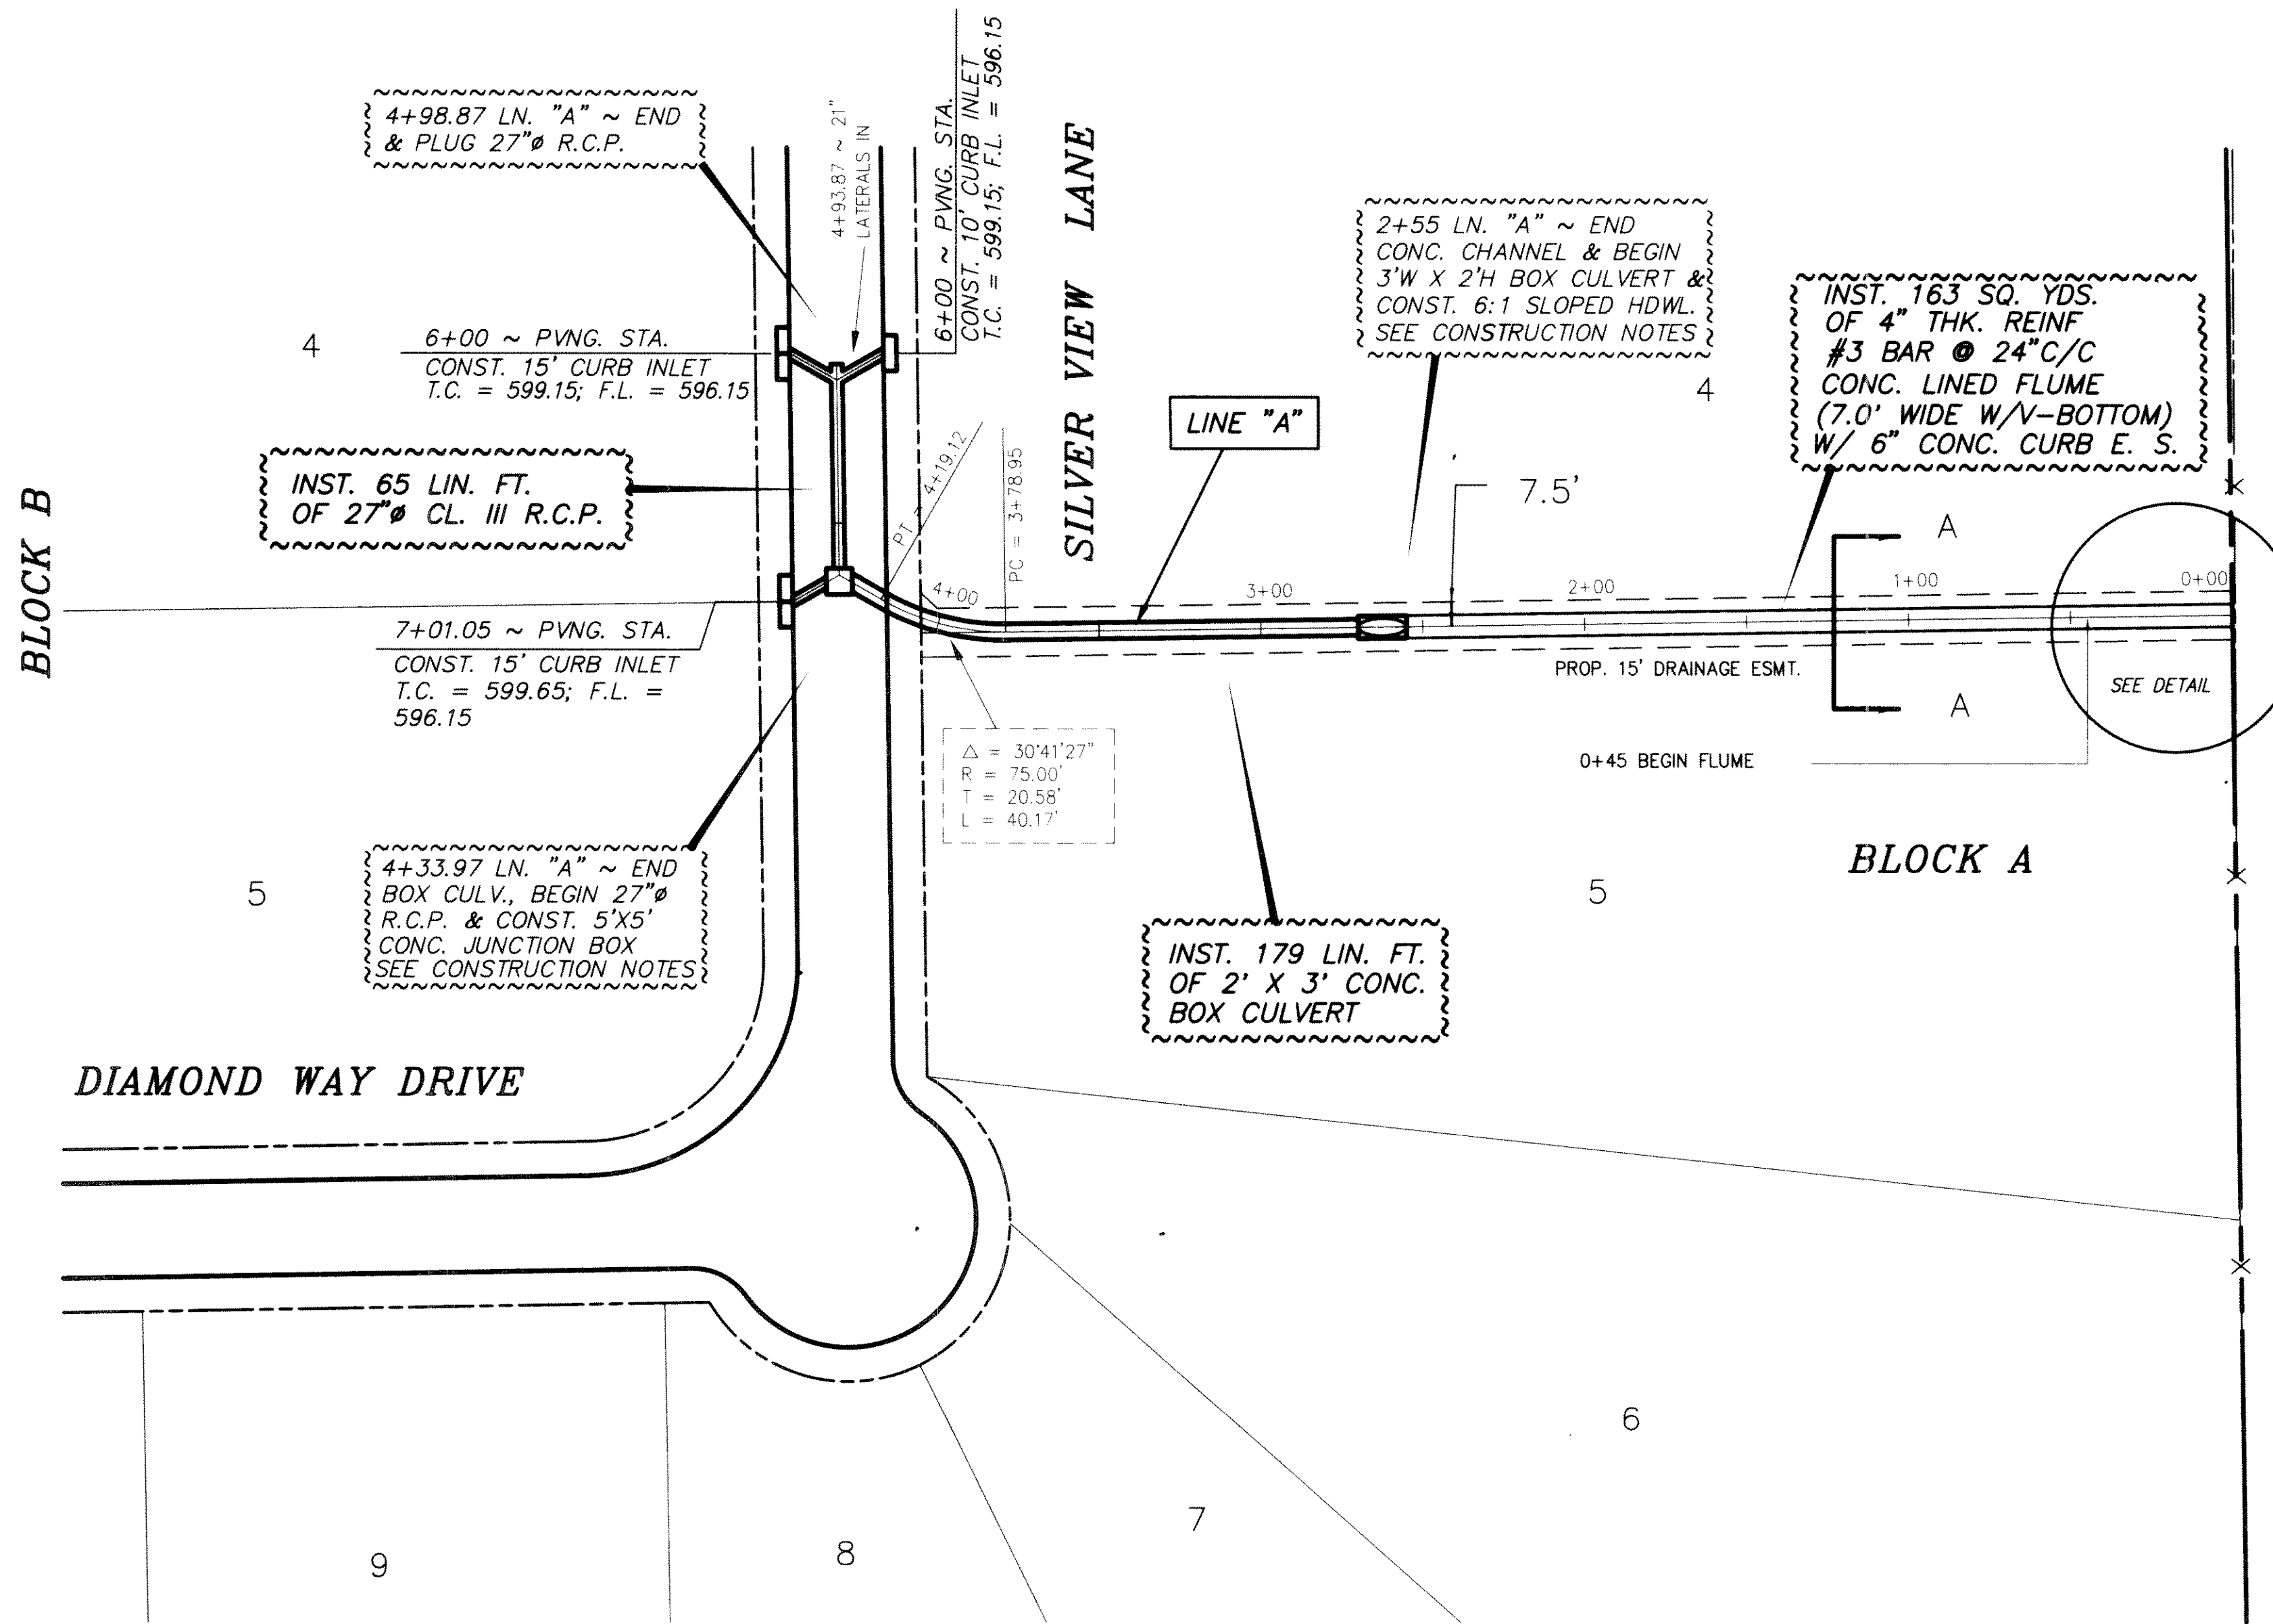 4+98.87 LN. "A" ~ END
& PLUG 27"ø R.C.P.
4+93.87 ~ 21"
LATERALS IN
6+00 ~ PVNG. STA.
CONST. 10' CURB INLET
T.C. = 599.15; F.L. = 596.15
SILVER VIEW LANE
2+55 LN. "A" ~ END
CONC. CHANNEL & BEGIN
3'W X 2'H BOX CULVERT &
CONST. 6:1 SLOPED HDWL.
SEE CONSTRUCTION NOTES
INST. 163 SQ. YDS.
OF 4" THK. REINF
#3 BAR @ 24"C/C
CONC. LINED FLUME
(7.0' WIDE W/V-BOTTOM)
W/ 6" CONC. CURB E. S.
4
6+00 ~ PVNG. STA.
CONST. 15' CURB INLET
T.C. = 599.15; F.L. = 596.15
4
LINE "A"
INST. 65 LIN. FT.
OF 27"ø CL. III R.C.P.
PT = 4+19.12
PC = 3+78.95
7.5'
BLOCK B
A
4+00
3+00
2+00
1+00
0+00
7+01.05 ~ PVNG. STA.
CONST. 15' CURB INLET
T.C. = 599.65; F.L. =
596.15
PROP. 15' DRAINAGE ESMT.
A
SEE DETAIL
0+45 BEGIN FLUME
Δ = 30°41'27"
R = 75.00'
T = 20.58'
L = 40.17'
4+33.97 LN. "A" ~ END
BOX CULV., BEGIN 27"ø
R.C.P. & CONST. 5'X5'
CONC. JUNCTION BOX
SEE CONSTRUCTION NOTES
5
5
BLOCK A
INST. 179 LIN. FT.
OF 2' X 3' CONC.
BOX CULVERT
DIAMOND WAY DRIVE
6
7
8
9